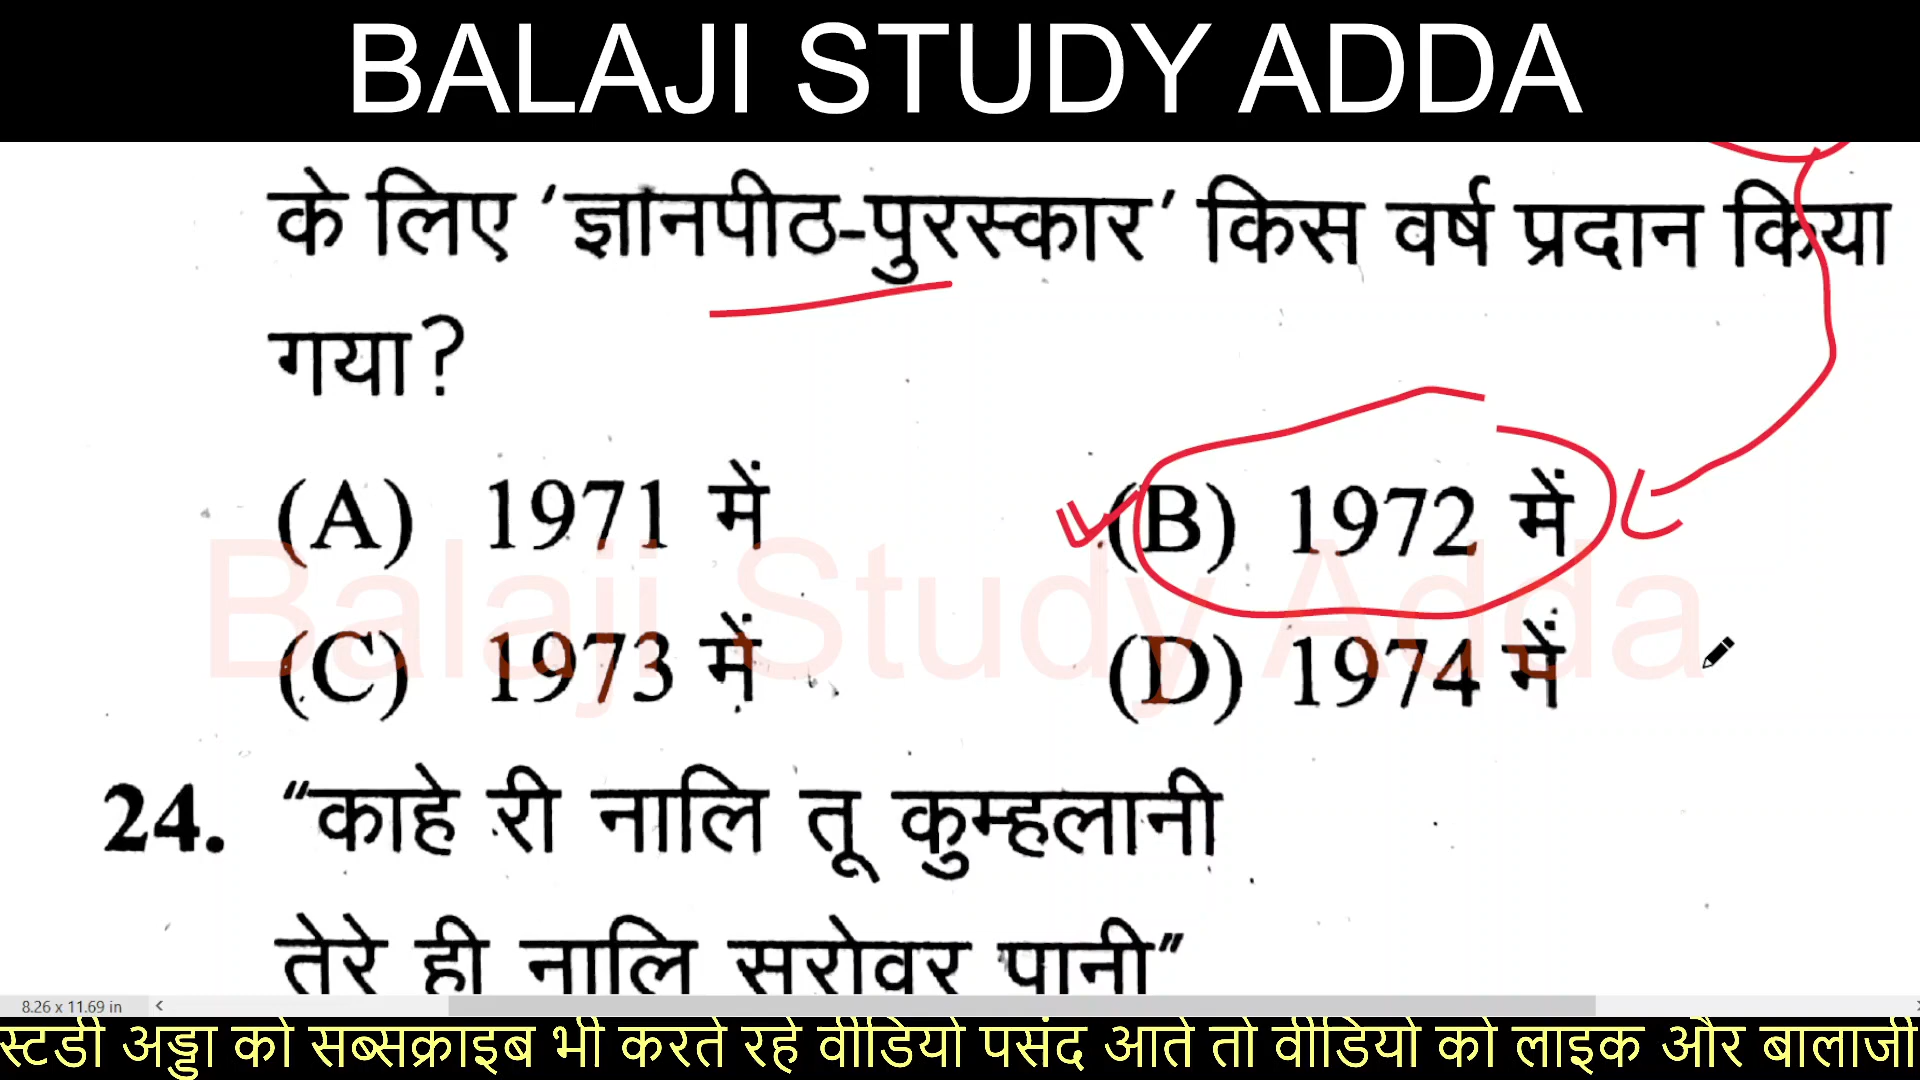 BALAJI STUDY ADDA
के लिए ‘ज्ञानपीठ-पुरस्कार’ किस वर्ष प्रदान किया
गया?
(A) 1971 में (B) 1972 में
(C) 1973 में (D) 1974 में
Balaji Study Adda
24. “काहे री नालि तू कुम्हलानी
तेरे ही नालि सरोवर पानी”
8.26 x 11.69 in
स्टडी अड्डा को सब्सक्राइब भी करते रहे वीडियो पसंद आते तो वीडियो को लाइक और बालाजी